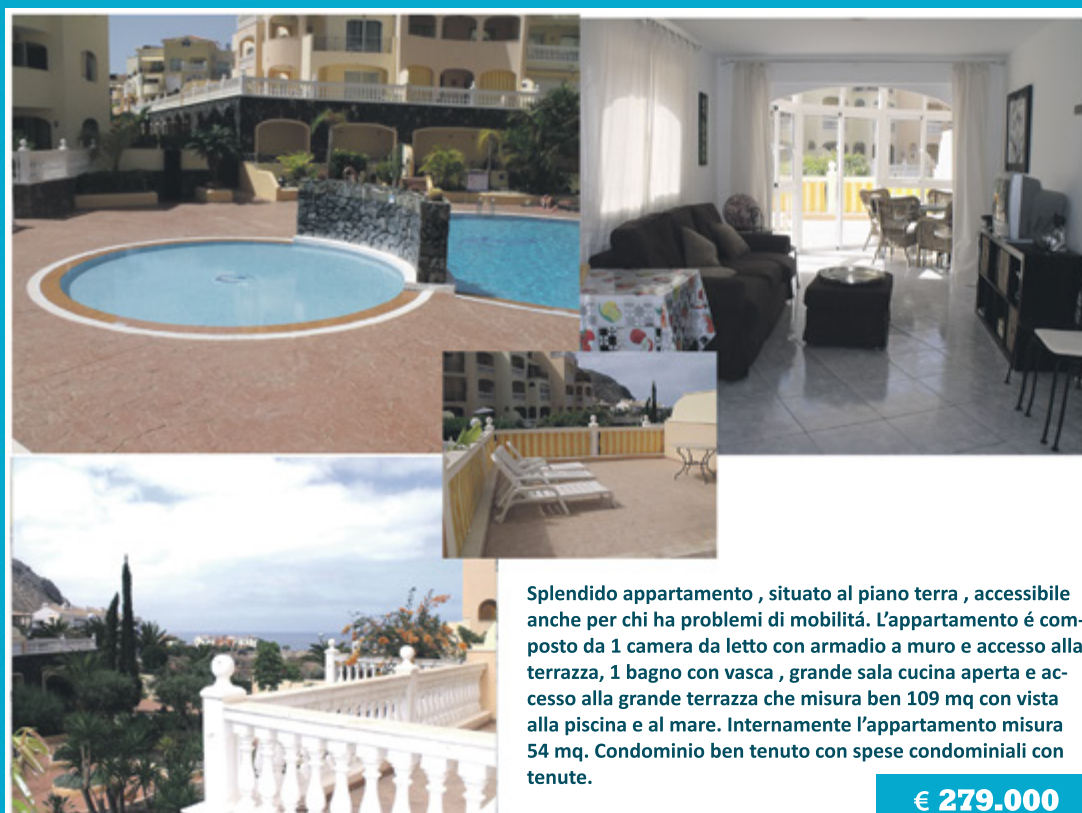 Splendido appartamento , situato al piano terra , accessibile
anche per chi ha problemi di mobilitá. L'appartamento é com-
posto da 1 camera da letto con armadio a muro e accesso alla
terrazza, 1 bagno con vasca , grande sala cucina aperta e ac-
cesso alla grande terrazza che misura ben 109 mq con vista
alla piscina e al mare. Internamente l'appartamento misura
54 mq. Condominio ben tenuto con spese condominiali con
tenute.
€ 279.000